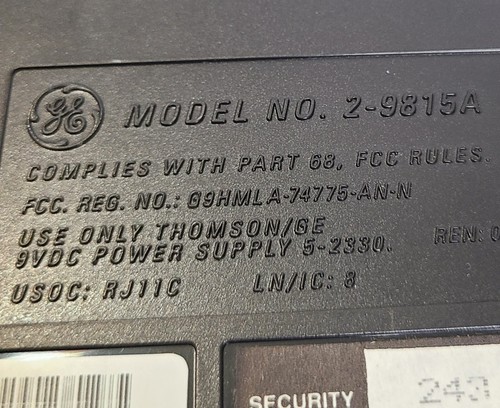 GE MODEL NO. 2-9815A
COMPLIES WITH PART 68, FCC RULES.
FCC. REG. NO.: G9HMLA-74775-AN-N
USE ONLY THOMSON/GE
9VDC POWER SUPPLY 5-2330. REN: 0
USOC: RJ11C LN/IC: 8
SECURITY 243